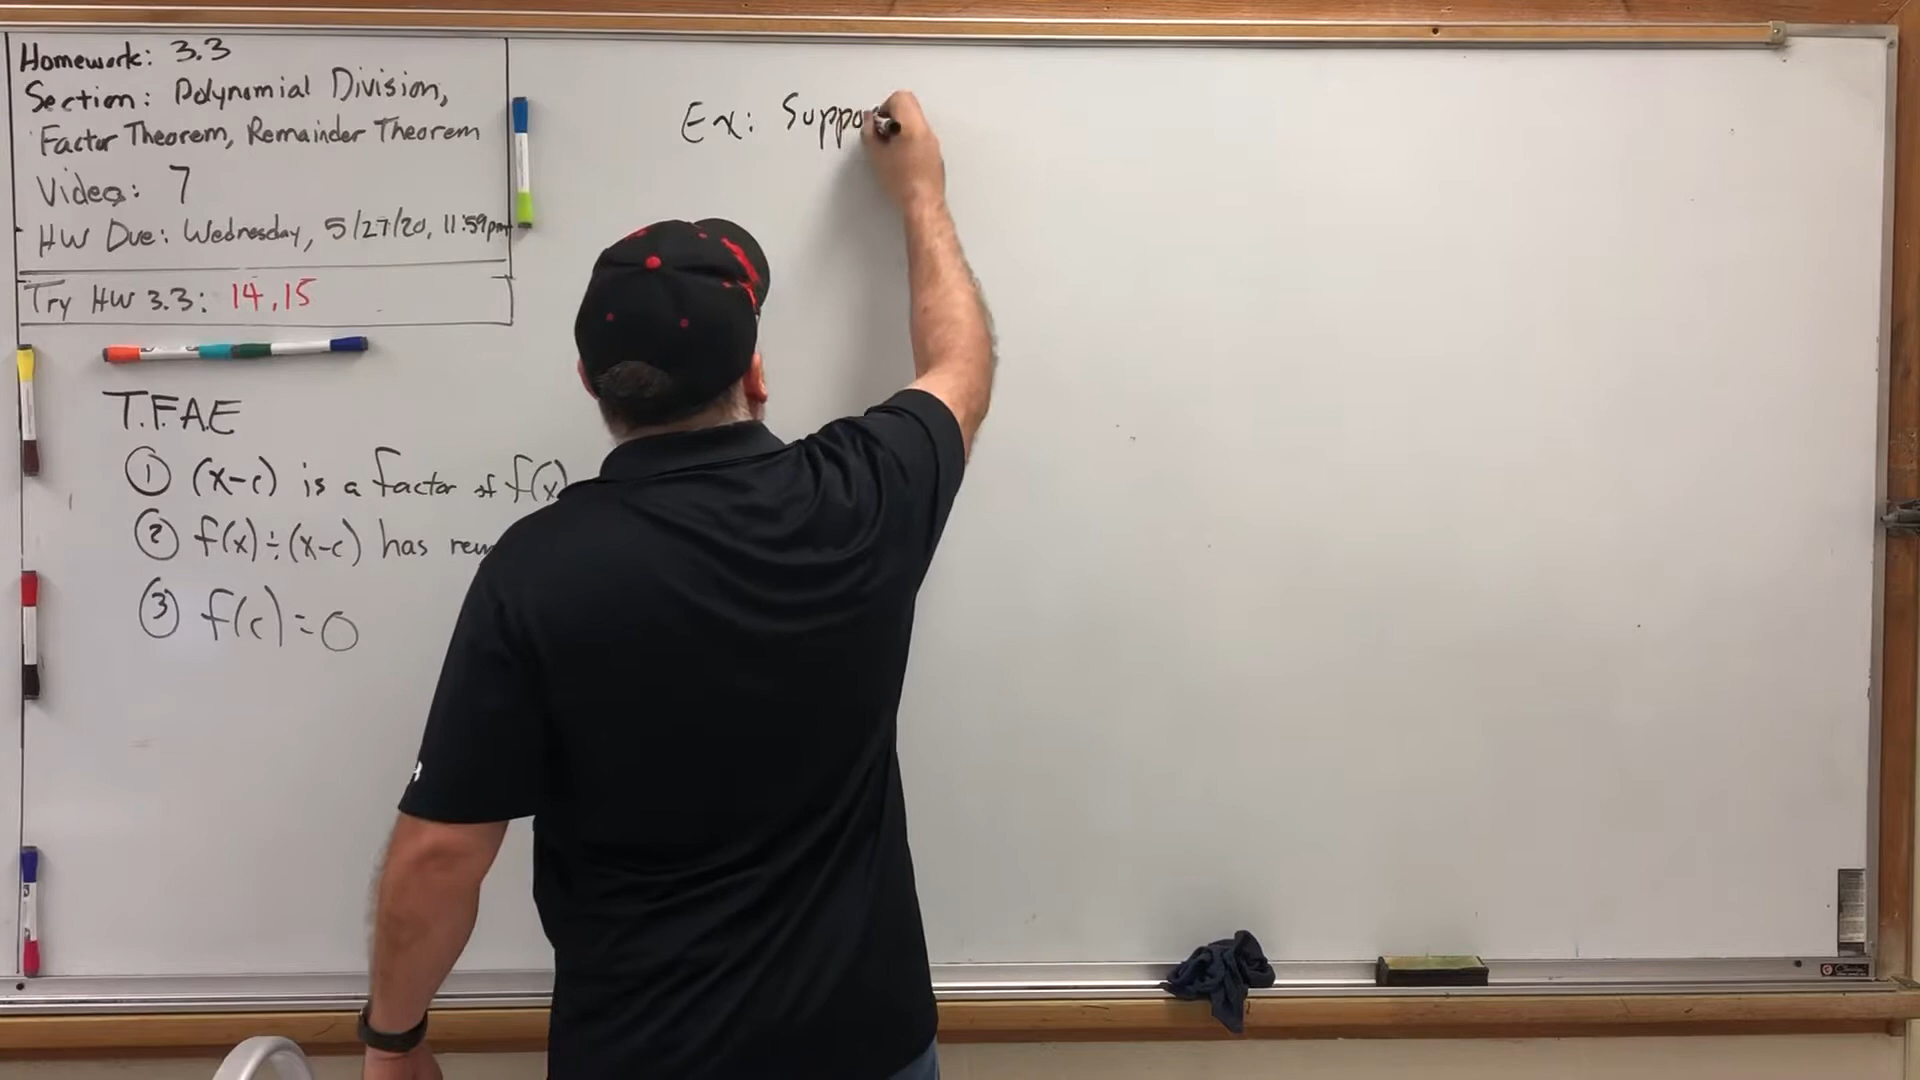 Homework: 3.3
Section: Polynomial Division,
Factor Theorem, Remainder Theorem
Video: 7
HW Due: Wednesday, 5/27/20, 11:59pm
Try HW 3.3: 14,15
T.F.A.E
① (x-c) is a factor of f(x)
② f(x)÷(x-c) has
③ f(c)=0
Ex: Suppo